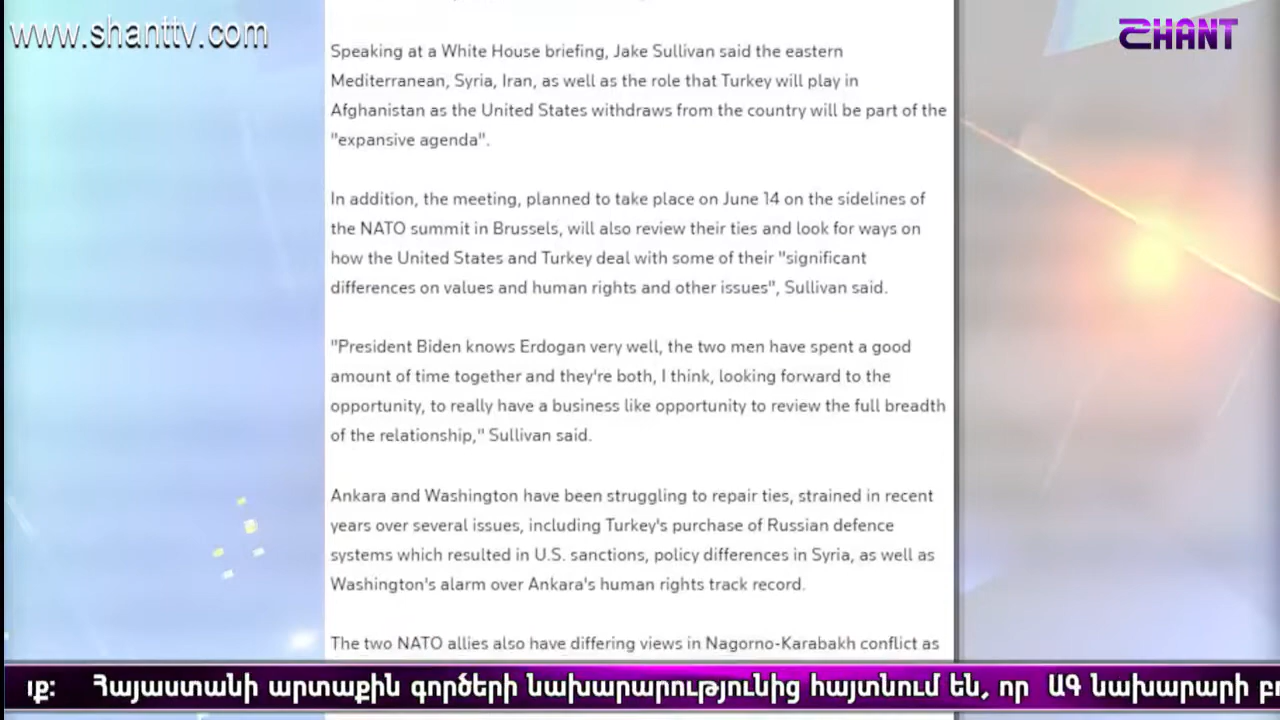 www.shanttv.com
SHANT
Speaking at a White House briefing, Jake Sullivan said the eastern
Mediterranean, Syria, Iran, as well as the role that Turkey will play in
Afghanistan as the United States withdraws from the country will be part of the
"expansive agenda".
In addition, the meeting, planned to take place on June 14 on the sidelines of
the NATO summit in Brussels, will also review their ties and look for ways on
how the United States and Turkey deal with some of their "significant
differences on values and human rights and other issues", Sullivan said.
"President Biden knows Erdogan very well, the two men have spent a good
amount of time together and they're both, I think, looking forward to the
opportunity, to really have a business like opportunity to review the full breadth
of the relationship," Sullivan said.
Ankara and Washington have been struggling to repair ties, strained in recent
years over several issues, including Turkey's purchase of Russian defence
systems which resulted in U.S. sanctions, policy differences in Syria, as well as
Washington's alarm over Ankara's human rights track record.
The two NATO allies also have differing views in Nagorno-Karabakh conflict as
Հայաստանի արտաքին գործերի նախարարությունից հայտնում են, որ ԱԳ նախարարի